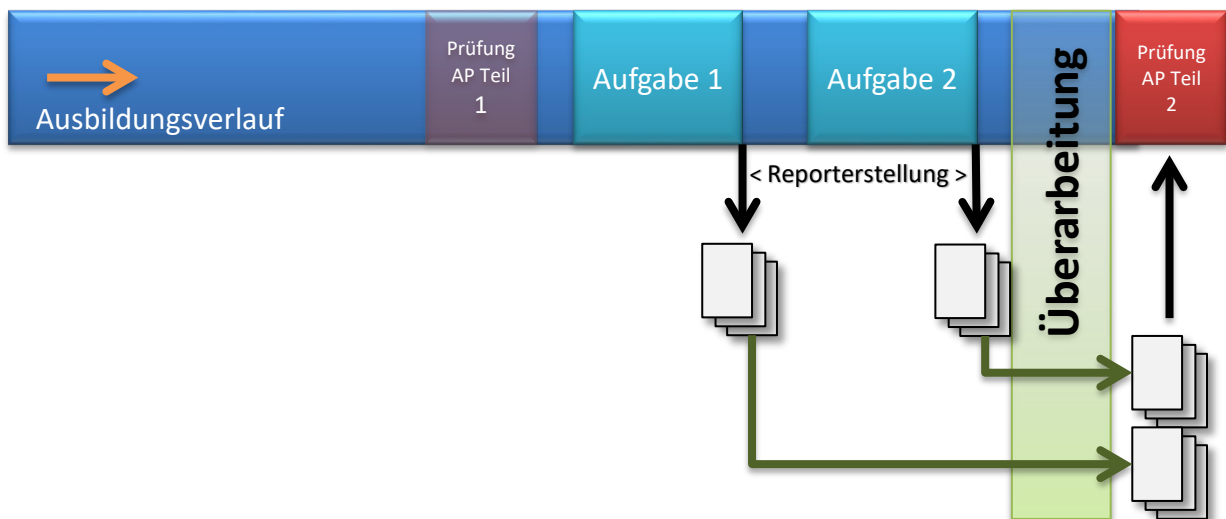 Ausbildungsverlauf
Prüfung
AP Teil
1
Aufgabe 1
Aufgabe 2
Überarbeitung
Prüfung
AP Teil
2
< Reporterstellung >